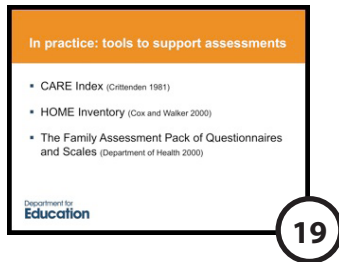 In practice: tools to support assessments
• CARE Index (Crittenden 1981)
• HOME Inventory (Cox and Walker 2000)
• The Family Assessment Pack of Questionnaires
and Scales (Department of Health 2000)
Department for
Education
19